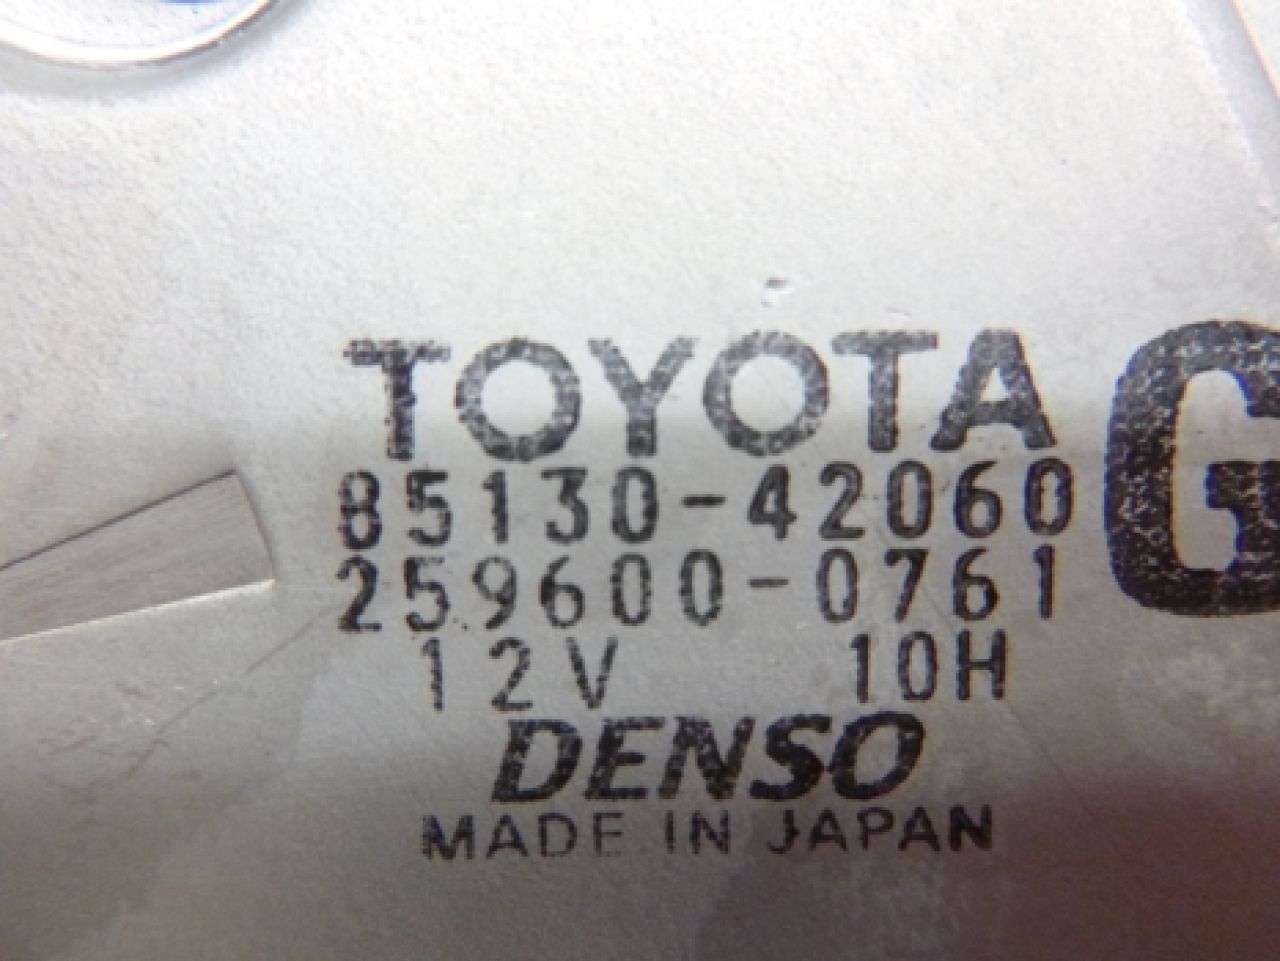 TOYOTA
85130-42060
259600-0761
12V 10H
DENSO
MADE IN JAPAN
G